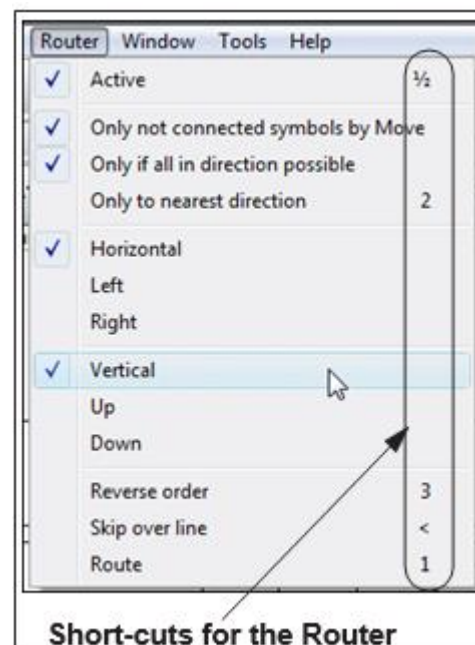 Router Window Tools Help
Active ½
Only not connected symbols by Move
Only if all in direction possible
Only to nearest direction 2
Horizontal
Left
Right
Vertical
Up
Down
Reverse order 3
Skip over line <
Route 1
Short-cuts for the Router